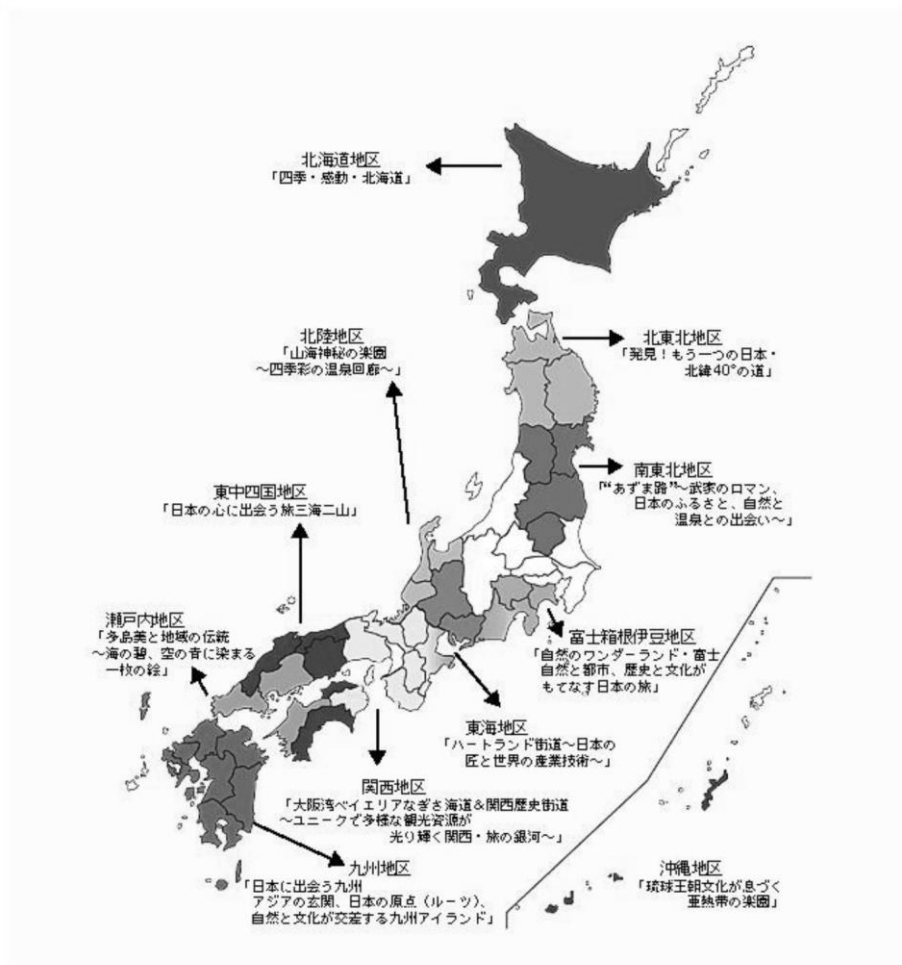 北海道地区
「四季・感動・北海道」
北陸地区
「山海神秘の楽園
～四季彩の温泉回廊～」
北東北地区
「発見！もう一つの日本・
北緯40°の道」
南東北地区
「“あずま路”～武家のロマン、
日本のふるさと、自然と
温泉との出会い～」
東中四国地区
「日本の心に出会う旅三海二山」
瀬戸内地区
「多島美と地域の伝統
～海の碧、空の青に染まる
一枚の絵」
富士箱根伊豆地区
「自然のワンダーランド・富士
自然と都市、歴史と文化が
もてなす日本の旅」
東海地区
「ハートランド街道～日本の
匠と世界の産業技術～」
関西地区
「大阪湾ベイエリアなぎさ海道＆関西歴史街道
～ユニークで多様な観光資源が
光り輝く関西・旅の銀河～」
九州地区
「日本に出会う九州
アジアの玄関、日本の原点（ルーツ）、
自然と文化が交差する九州アイランド」
沖縄地区
「琉球王朝文化が息づく
亜熱帯の楽園」